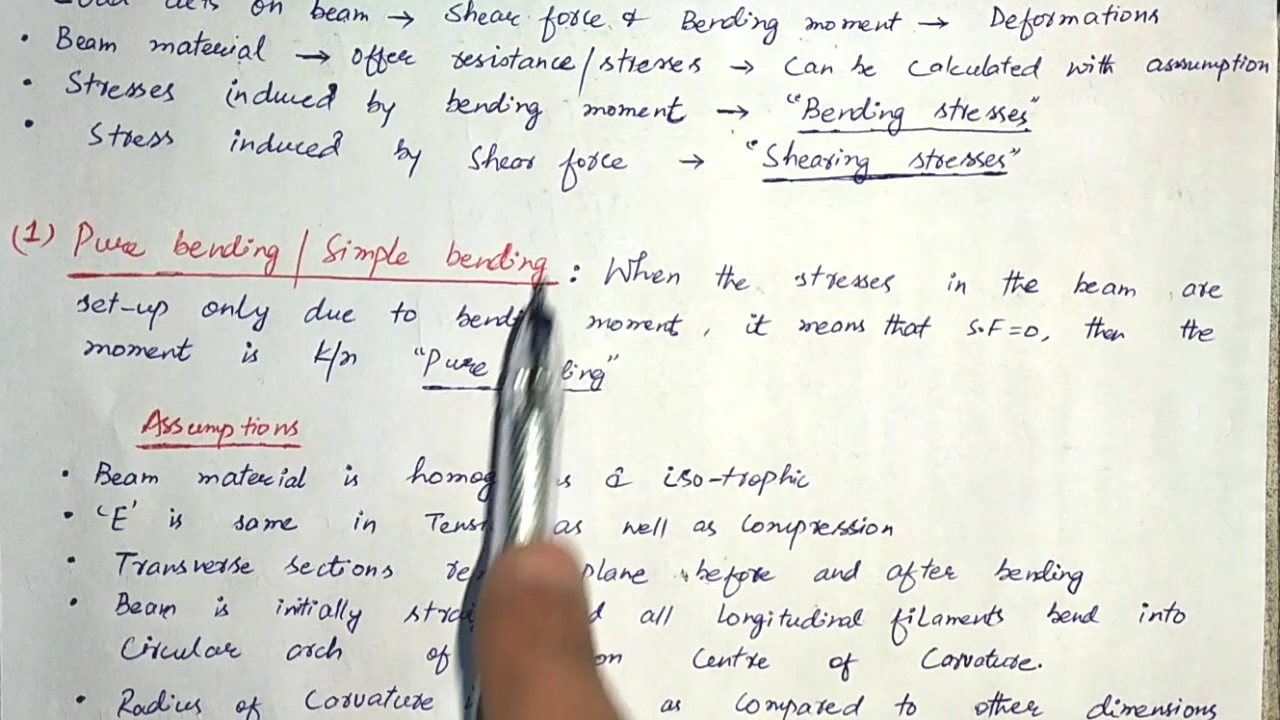 on beam → Shear force & Bending moment → Deformations
• Beam material → offer resistance/stresses → Can be Calculated with assumption
• Stresses induced by bending moment → "Bending stresses"
• Stress induced by Shear force → "Shearing stresses"
(1) Pure bending / Simple bending : When the stresses in the beam are
set-up only due to moment, it means that S.F=0, then the
moment is k/n "Pure
Assumptions
• Beam material is & iso-trophic
• 'E' is same in as well as Compression
• Transverse sections plane before and after bending
• Beam is initially all longitudinal filaments bend into
Circular arch of Centre of Corvature.
• Radius of Corvature as compared to other dimensions